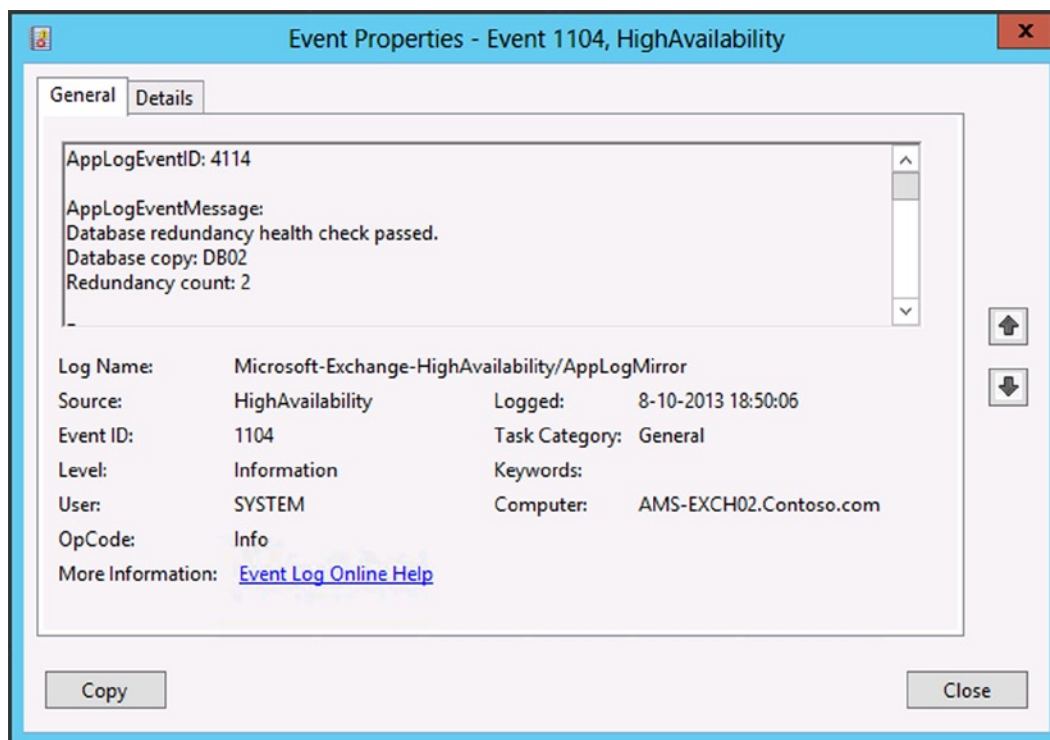 Event Properties - Event 1104, HighAvailability
x
General Details
AppLogEventID: 4114
AppLogEventMessage:
Database redundancy health check passed.
Database copy: DB02
Redundancy count: 2
Log Name: Microsoft-Exchange-HighAvailability/AppLogMirror
Source: HighAvailability Logged: 8-10-2013 18:50:06
Event ID: 1104 Task Category: General
Level: Information Keywords:
User: SYSTEM Computer: AMS-EXCH02.Contoso.com
OpCode: Info
More Information: Event Log Online Help
Copy Close